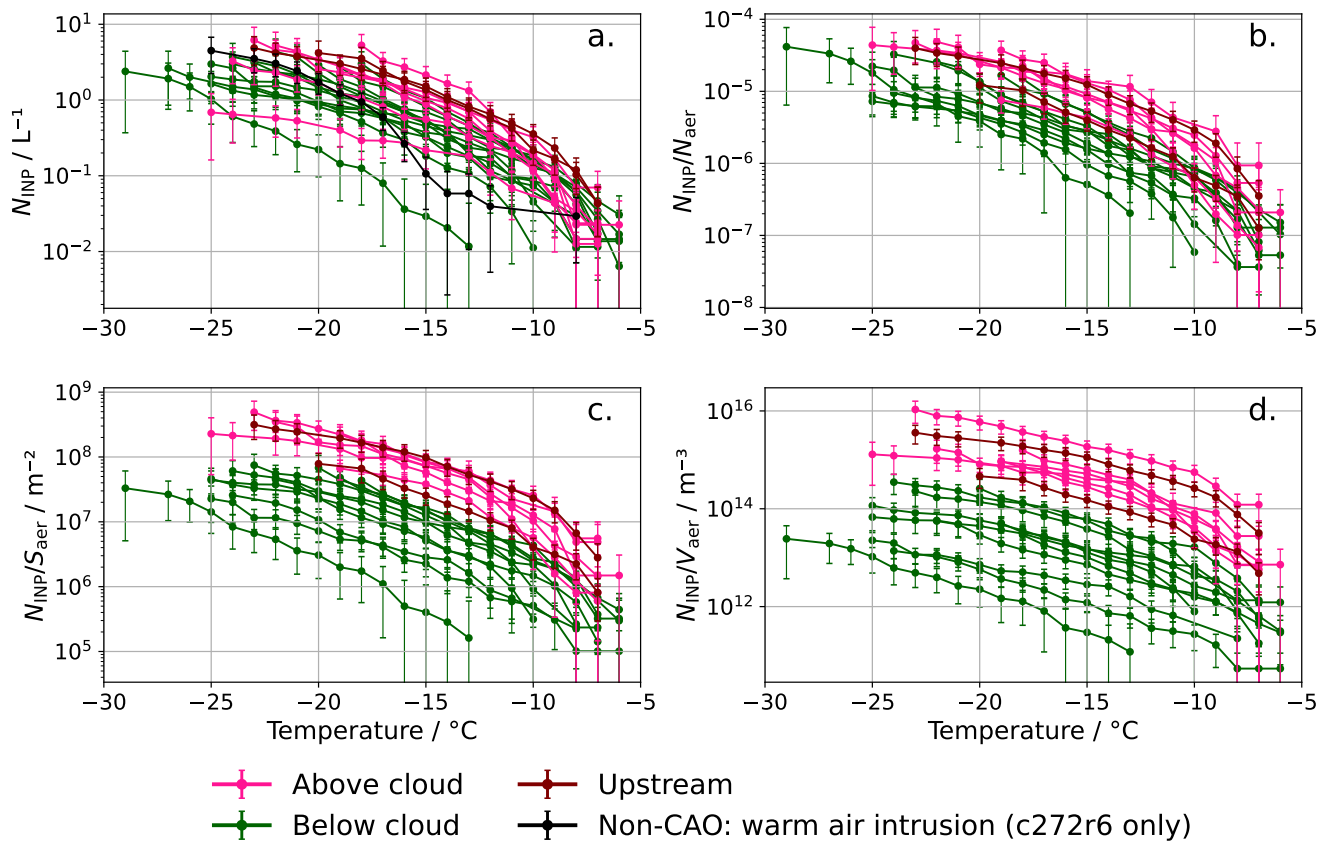 a.
N_INP / L⁻¹
10¹
10⁰
10⁻¹
10⁻²
−30 −25 −20 −15 −10 −5
b.
N_INP/N_aer
10⁻⁴
10⁻⁵
10⁻⁶
10⁻⁷
10⁻⁸
−30 −25 −20 −15 −10 −5
c.
N_INP/S_aer / m⁻²
10⁹
10⁸
10⁷
10⁶
10⁵
−30 −25 −20 −15 −10 −5
Temperature / °C
d.
N_INP/V_aer / m⁻³
10¹⁶
10¹⁴
10¹²
−30 −25 −20 −15 −10 −5
Temperature / °C
Above cloud
Below cloud
Upstream
Non-CAO: warm air intrusion (c272r6 only)